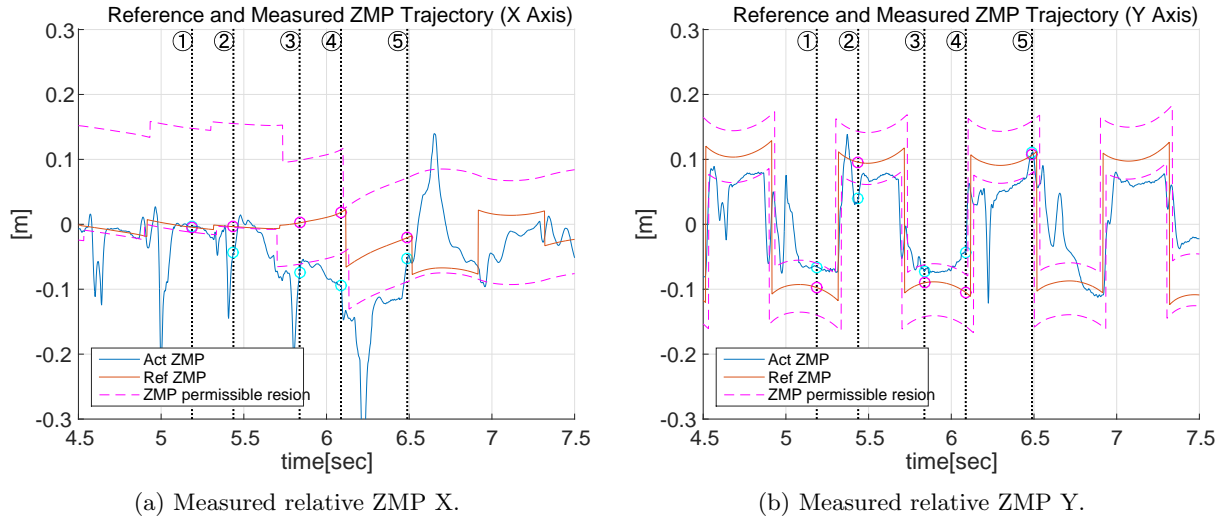 Reference and Measured ZMP Trajectory (X Axis)
0.3
0.2
0.1
0
-0.1
-0.2
-0.3
[m]
① ② ③ ④ ⑤
Act ZMP
Ref ZMP
ZMP permissible resion
4.5 5 5.5 6 6.5 7 7.5
time[sec]
(a) Measured relative ZMP X.
Reference and Measured ZMP Trajectory (Y Axis)
0.3
0.2
0.1
0
-0.1
-0.2
-0.3
[m]
① ② ③ ④ ⑤
Act ZMP
Ref ZMP
ZMP permissible resion
4.5 5 5.5 6 6.5 7 7.5
time[sec]
(b) Measured relative ZMP Y.